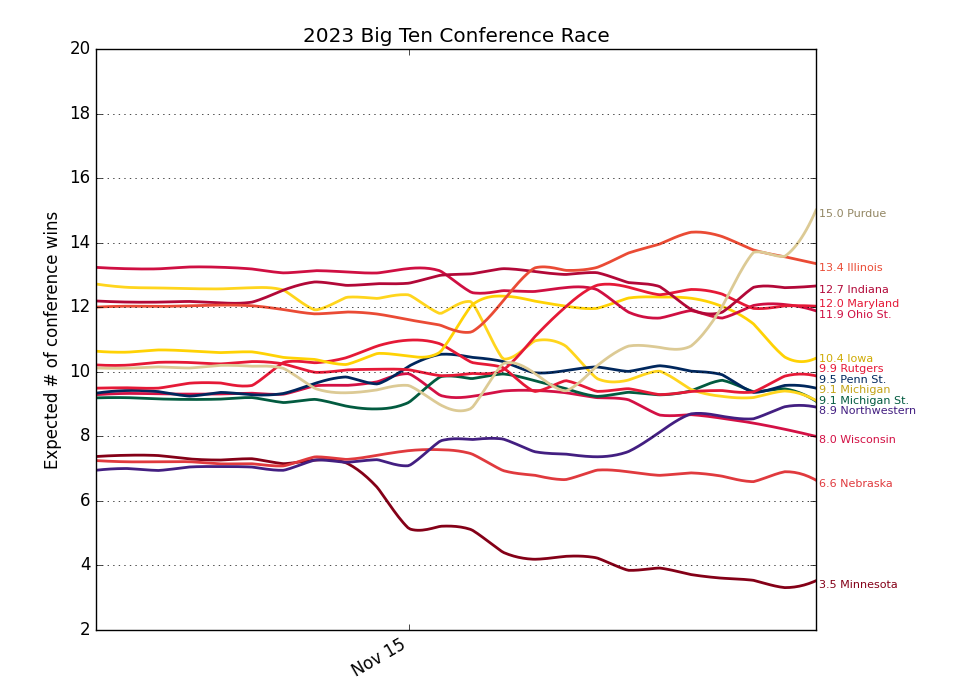 2023 Big Ten Conference Race
Expected # of conference wins
20
18
16
14
12
10
8
6
4
2
Nov 15
15.0 Purdue
13.4 Illinois
12.7 Indiana
12.0 Maryland
11.9 Ohio St.
10.4 Iowa
9.9 Rutgers
9.5 Penn St.
9.1 Michigan
9.1 Michigan St.
8.9 Northwestern
8.0 Wisconsin
6.6 Nebraska
3.5 Minnesota